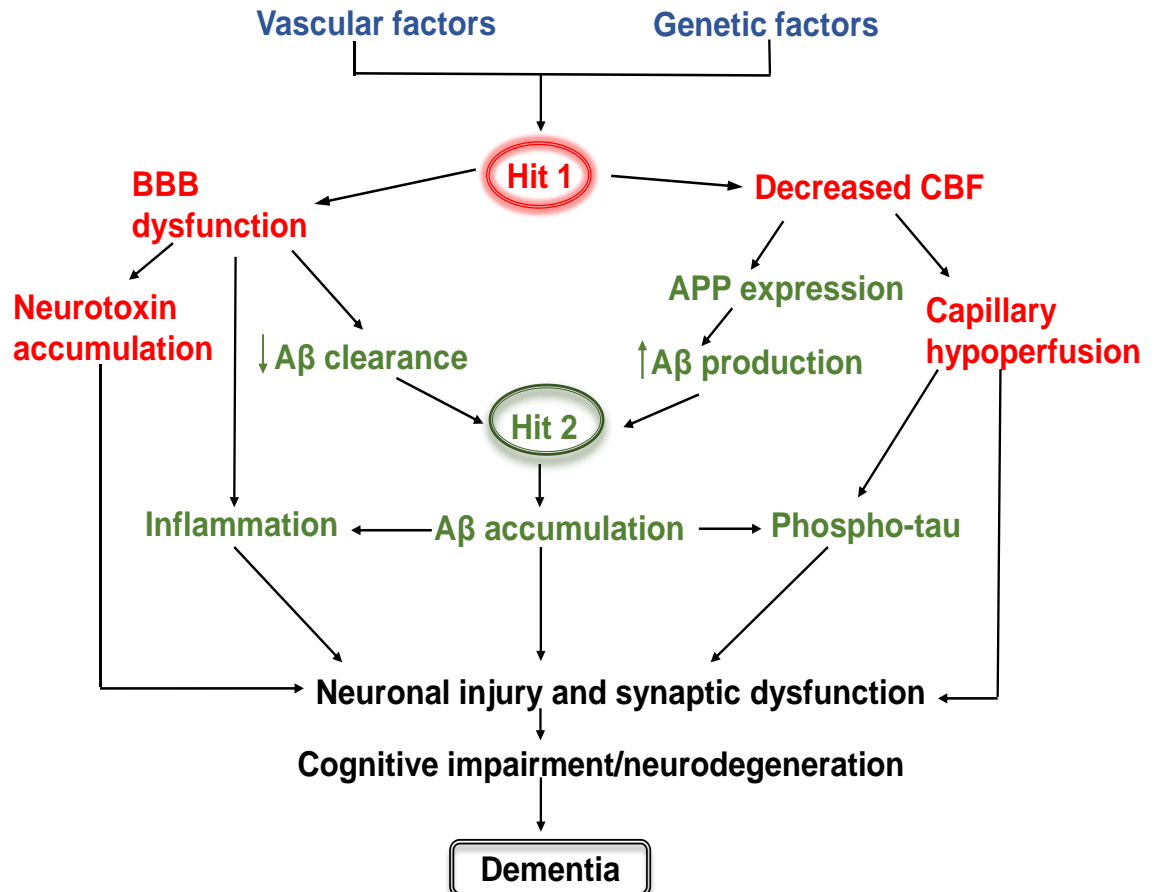 Vascular factors
Genetic factors
Hit 1
BBB
dysfunction
Decreased CBF
APP expression
Neurotoxin
accumulation
Capillary
hypoperfusion
↓ Aβ clearance
↑ Aβ production
Hit 2
Inflammation
Aβ accumulation
Phospho-tau
Neuronal injury and synaptic dysfunction
Cognitive impairment/neurodegeneration
Dementia